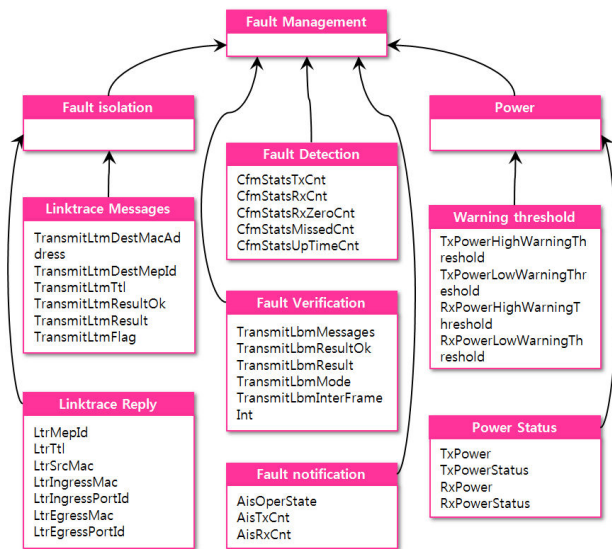 Fault Management
Fault isolation
Power
Fault Detection
CfmStatsTxCnt
CfmStatsRxCnt
CfmStatsRxZeroCnt
CfmStatsMissedCnt
CfmStatsUpTimeCnt
Linktrace Messages
TransmitLtmDestMacAd
dress
TransmitLtmDestMepId
TransmitLtmTtl
TransmitLtmResultOk
TransmitLtmResult
TransmitLtmFlag
Warning threshold
TxPowerHighWarningTh
reshold
TxPowerLowWarningThr
eshold
RxPowerHighWarningT
hreshold
RxPowerLowWarningTh
reshold
Fault Verification
TransmitLbmMessages
TransmitLbmResultOk
TransmitLbmResult
TransmitLbmMode
TransmitLbmInterFrame
Int
Linktrace Reply
LtrMepId
LtrTtl
LtrSrcMac
LtrIngressMac
LtrIngressPortId
LtrEgressMac
LtrEgressPortId
Fault notification
AisOperState
AisTxCnt
AisRxCnt
Power Status
TxPower
TxPowerStatus
RxPower
RxPowerStatus